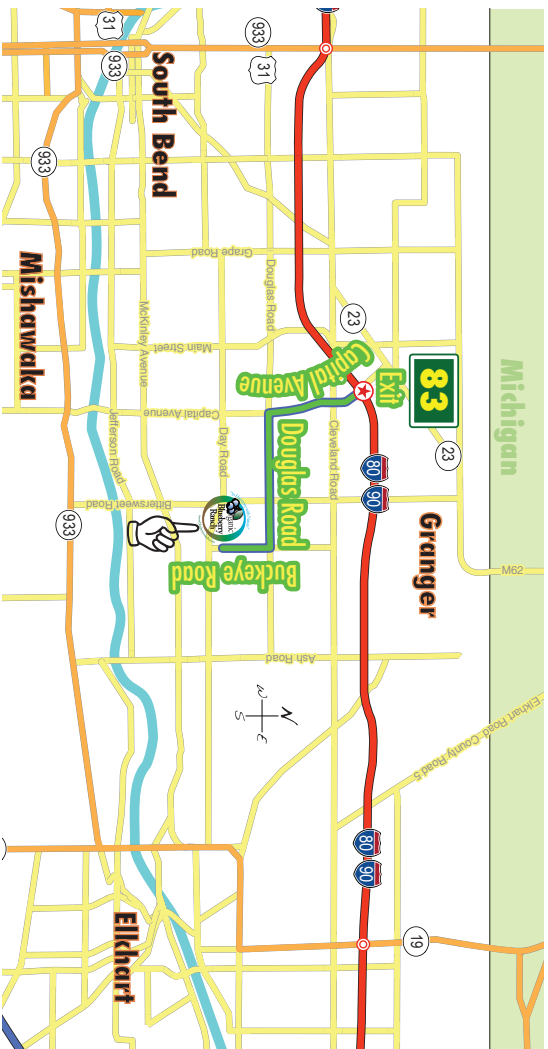 Michigan
M62
Elkhart Road County Road 5
23
83
Exit
Granger
19
23
80
90
80
90
Cleveland Road
Capital Avenue
933
31
Douglas Road
Douglas Road
Buckeye Road
Ash Road
N
W
E
S
Grape Road
Day Road
Blueberry
Ranch
Main Street
Capital Avenue
South Bend
McKinley Avenue
Bittersweet Road
Jefferson Road
31
933
Elkhart
933
933
Mishawaka